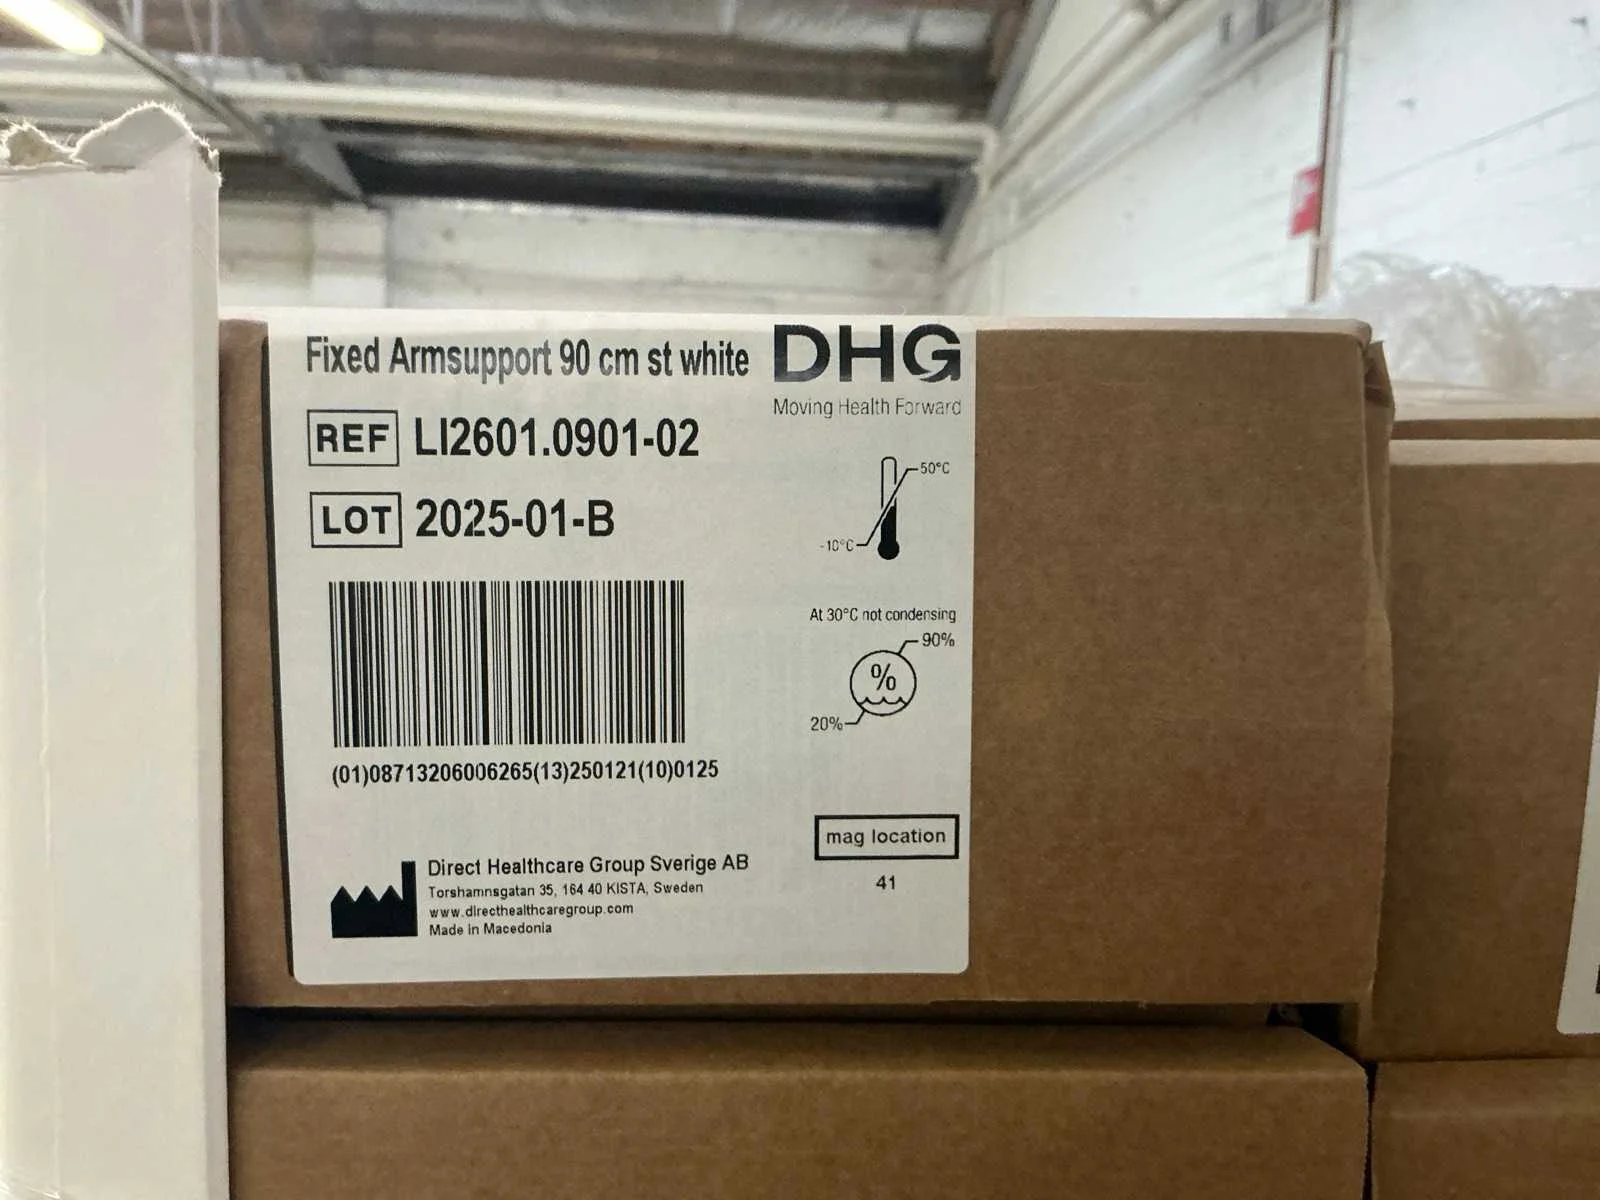 Fixed Armsupport 90 cm st white
DHG
Moving Health Forward
REF LI2601.0901-02
LOT 2025-01-B
50°C
-10°C
At 30°C not condensing
90%
%
20%
(01)08713206006265(13)250121(10)0125
mag location
41
Direct Healthcare Group Sverige AB
Torshamnsgatan 35, 164 40 KISTA, Sweden
www.directhealthcaregroup.com
Made in Macedonia